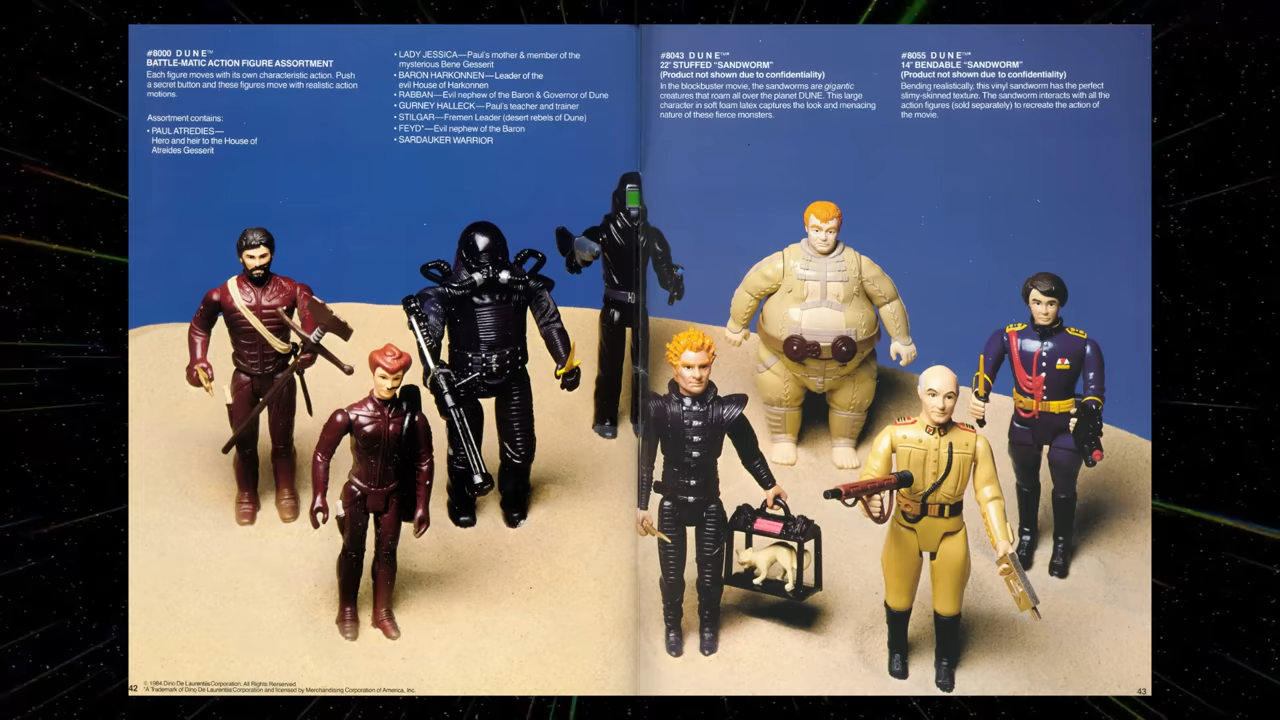 #8000 DUNE™
BATTLE-MATIC ACTION FIGURE ASSORTMENT
Each figure moves with its own characteristic action. Push
a secret button and these figures move with realistic action
motions.
Assortment contains:
• PAUL ATREDIES—
Hero and heir to the House of
Atreides Gesserit
• LADY JESSICA—Paul's mother & member of the
mysterious Bene Gesserit
• BARON HARKONNEN—Leader of the
evil House of Harkonnen
• RABBAN—Evil nephew of the Baron & Governor of Dune
• GURNEY HALLECK—Paul's teacher and trainer
• STILGAR—Fremen Leader (desert rebels of Dune)
• FEYD*—Evil nephew of the Baron
• SARDAUKER WARRIOR
#8043 DUNE™*
22" STUFFED "SANDWORM"
(Product not shown due to confidentiality)
In the blockbuster movie, the sandworms are gigantic
creatures that roam all over the planet DUNE. This large
character in soft foam latex captures the look and menacing
nature of these fierce monsters.
#8055 DUNE™*
14" BENDABLE "SANDWORM"
(Product not shown due to confidentiality)
Bending realistically, this vinyl sandworm has the perfect
slimy-skinned texture. The sandworm interacts with all the
action figures (sold separately) to recreate the action of
the movie.
42
© 1984 Dino De Laurentiis Corporation. All Rights Reserved.
*A Trademark of Dino De Laurentiis Corporation and licensed by Merchandising Corporation of America, Inc.
43